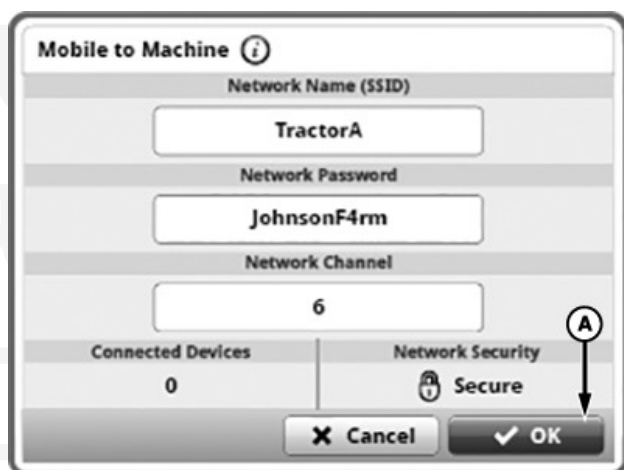 Mobile to Machine i
Network Name (SSID)
TractorA
Network Password
JohnsonF4rm
Network Channel
6
A
Connected Devices Network Security
0 Secure
Cancel OK